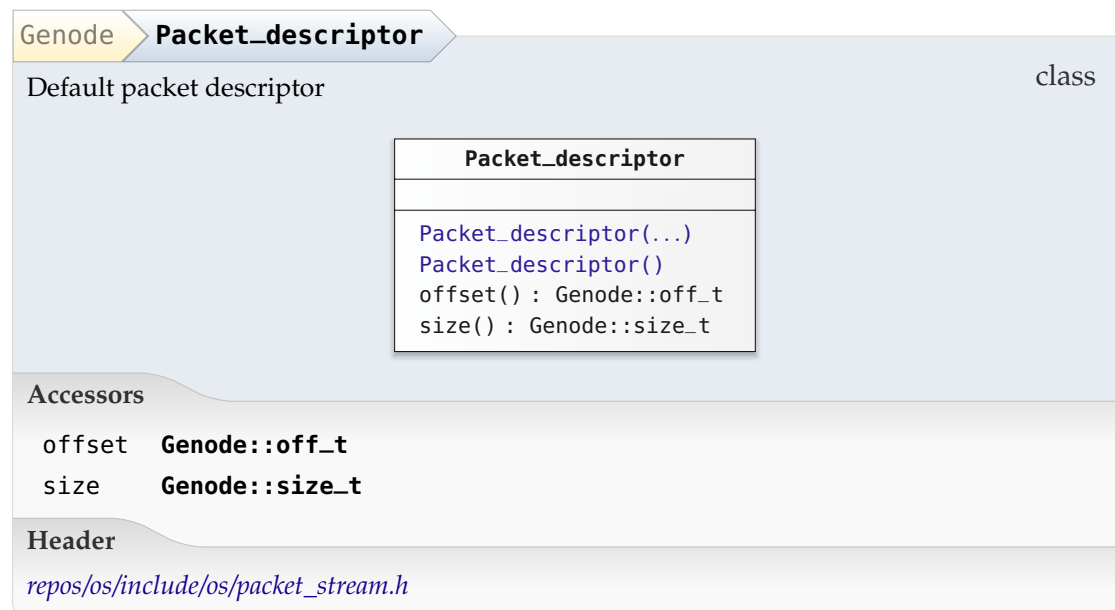 Genode Packet_descriptor
Default packet descriptor
class
Packet_descriptor
Packet_descriptor(...)
Packet_descriptor()
offset() : Genode::off_t
size() : Genode::size_t
Accessors
offset Genode::off_t
size Genode::size_t
Header
repos/os/include/os/packet_stream.h